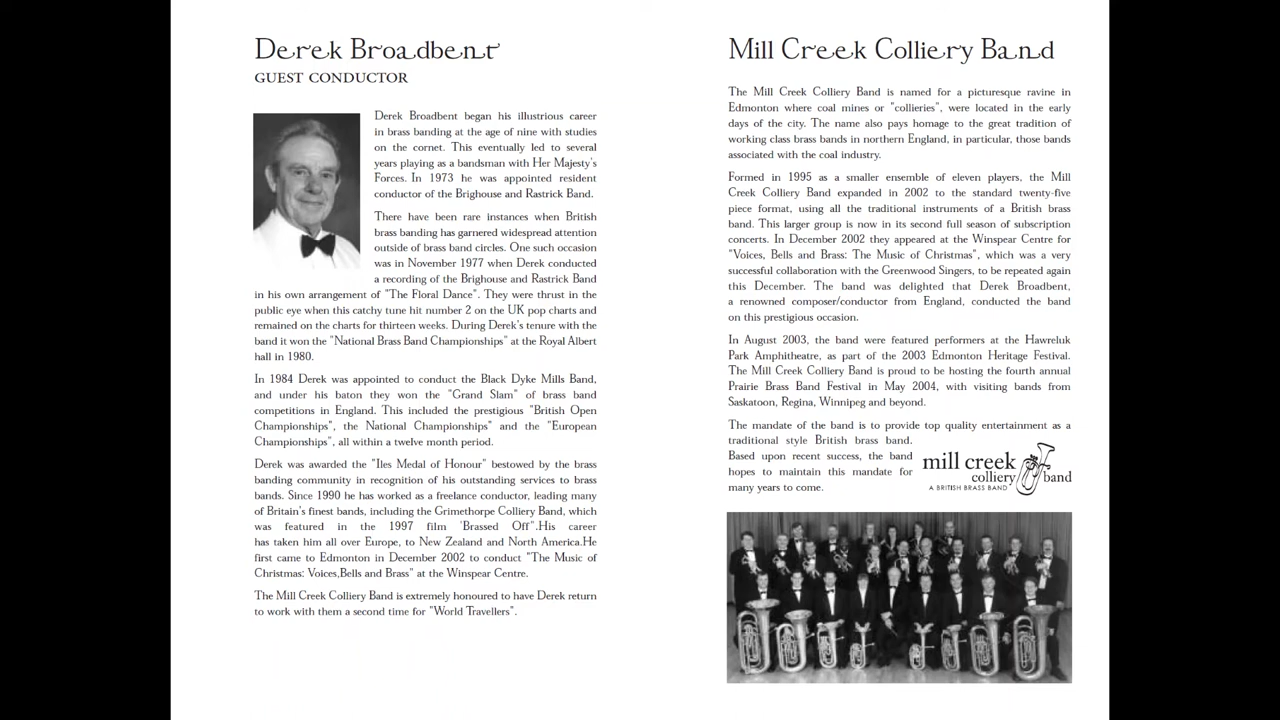 Derek Broadbent
GUEST CONDUCTOR
Derek Broadbent began his illustrious career
in brass banding at the age of nine with studies
on the cornet. This eventually led to several
years playing as a bandsman with Her Majesty's
Forces. In 1973 he was appointed resident
conductor of the Brighouse and Rastrick Band.
There have been rare instances when British
brass banding has garnered widespread attention
outside of brass band circles. One such occasion
was in November 1977 when Derek conducted
a recording of the Brighouse and Rastrick Band
in his own arrangement of "The Floral Dance". They were thrust in the
public eye when this catchy tune hit number 2 on the UK pop charts and
remained on the charts for thirteen weeks. During Derek's tenure with the
band it won the "National Brass Band Championships" at the Royal Albert
hall in 1980.
In 1984 Derek was appointed to conduct the Black Dyke Mills Band,
and under his baton they won the "Grand Slam" of brass band
competitions in England. This included the prestigious "British Open
Championships", the National Championships" and the "European
Championships", all within a twelve month period.
Derek was awarded the "Iles Medal of Honour" bestowed by the brass
banding community in recognition of his outstanding services to brass
bands. Since 1990 he has worked as a freelance conductor, leading many
of Britain's finest bands, including the Grimethorpe Colliery Band, which
was featured in the 1997 film 'Brassed Off".His career
has taken him all over Europe, to New Zealand and North America.He
first came to Edmonton in December 2002 to conduct "The Music of
Christmas: Voices,Bells and Brass" at the Winspear Centre.
The Mill Creek Colliery Band is extremely honoured to have Derek return
to work with them a second time for "World Travellers".
Mill Creek Colliery Band
The Mill Creek Colliery Band is named for a picturesque ravine in
Edmonton where coal mines or "collieries", were located in the early
days of the city. The name also pays homage to the great tradition of
working class brass bands in northern England, in particular, those bands
associated with the coal industry.
Formed in 1995 as a smaller ensemble of eleven players, the Mill
Creek Colliery Band expanded in 2002 to the standard twenty-five
piece format, using all the traditional instruments of a British brass
band. This larger group is now in its second full season of subscription
concerts. In December 2002 they appeared at the Winspear Centre for
"Voices, Bells and Brass: The Music of Christmas", which was a very
successful collaboration with the Greenwood Singers, to be repeated again
this December. The band was delighted that Derek Broadbent,
a renowned composer/conductor from England, conducted the band
on this prestigious occasion.
In August 2003, the band were featured performers at the Hawreluk
Park Amphitheatre, as part of the 2003 Edmonton Heritage Festival.
The Mill Creek Colliery Band is proud to be hosting the fourth annual
Prairie Brass Band Festival in May 2004, with visiting bands from
Saskatoon, Regina, Winnipeg and beyond.
The mandate of the band is to provide top quality entertainment as a
traditional style British brass band.
Based upon recent success, the band
hopes to maintain this mandate for
many years to come.
mill creek
colliery band
A BRITISH BRASS BAND